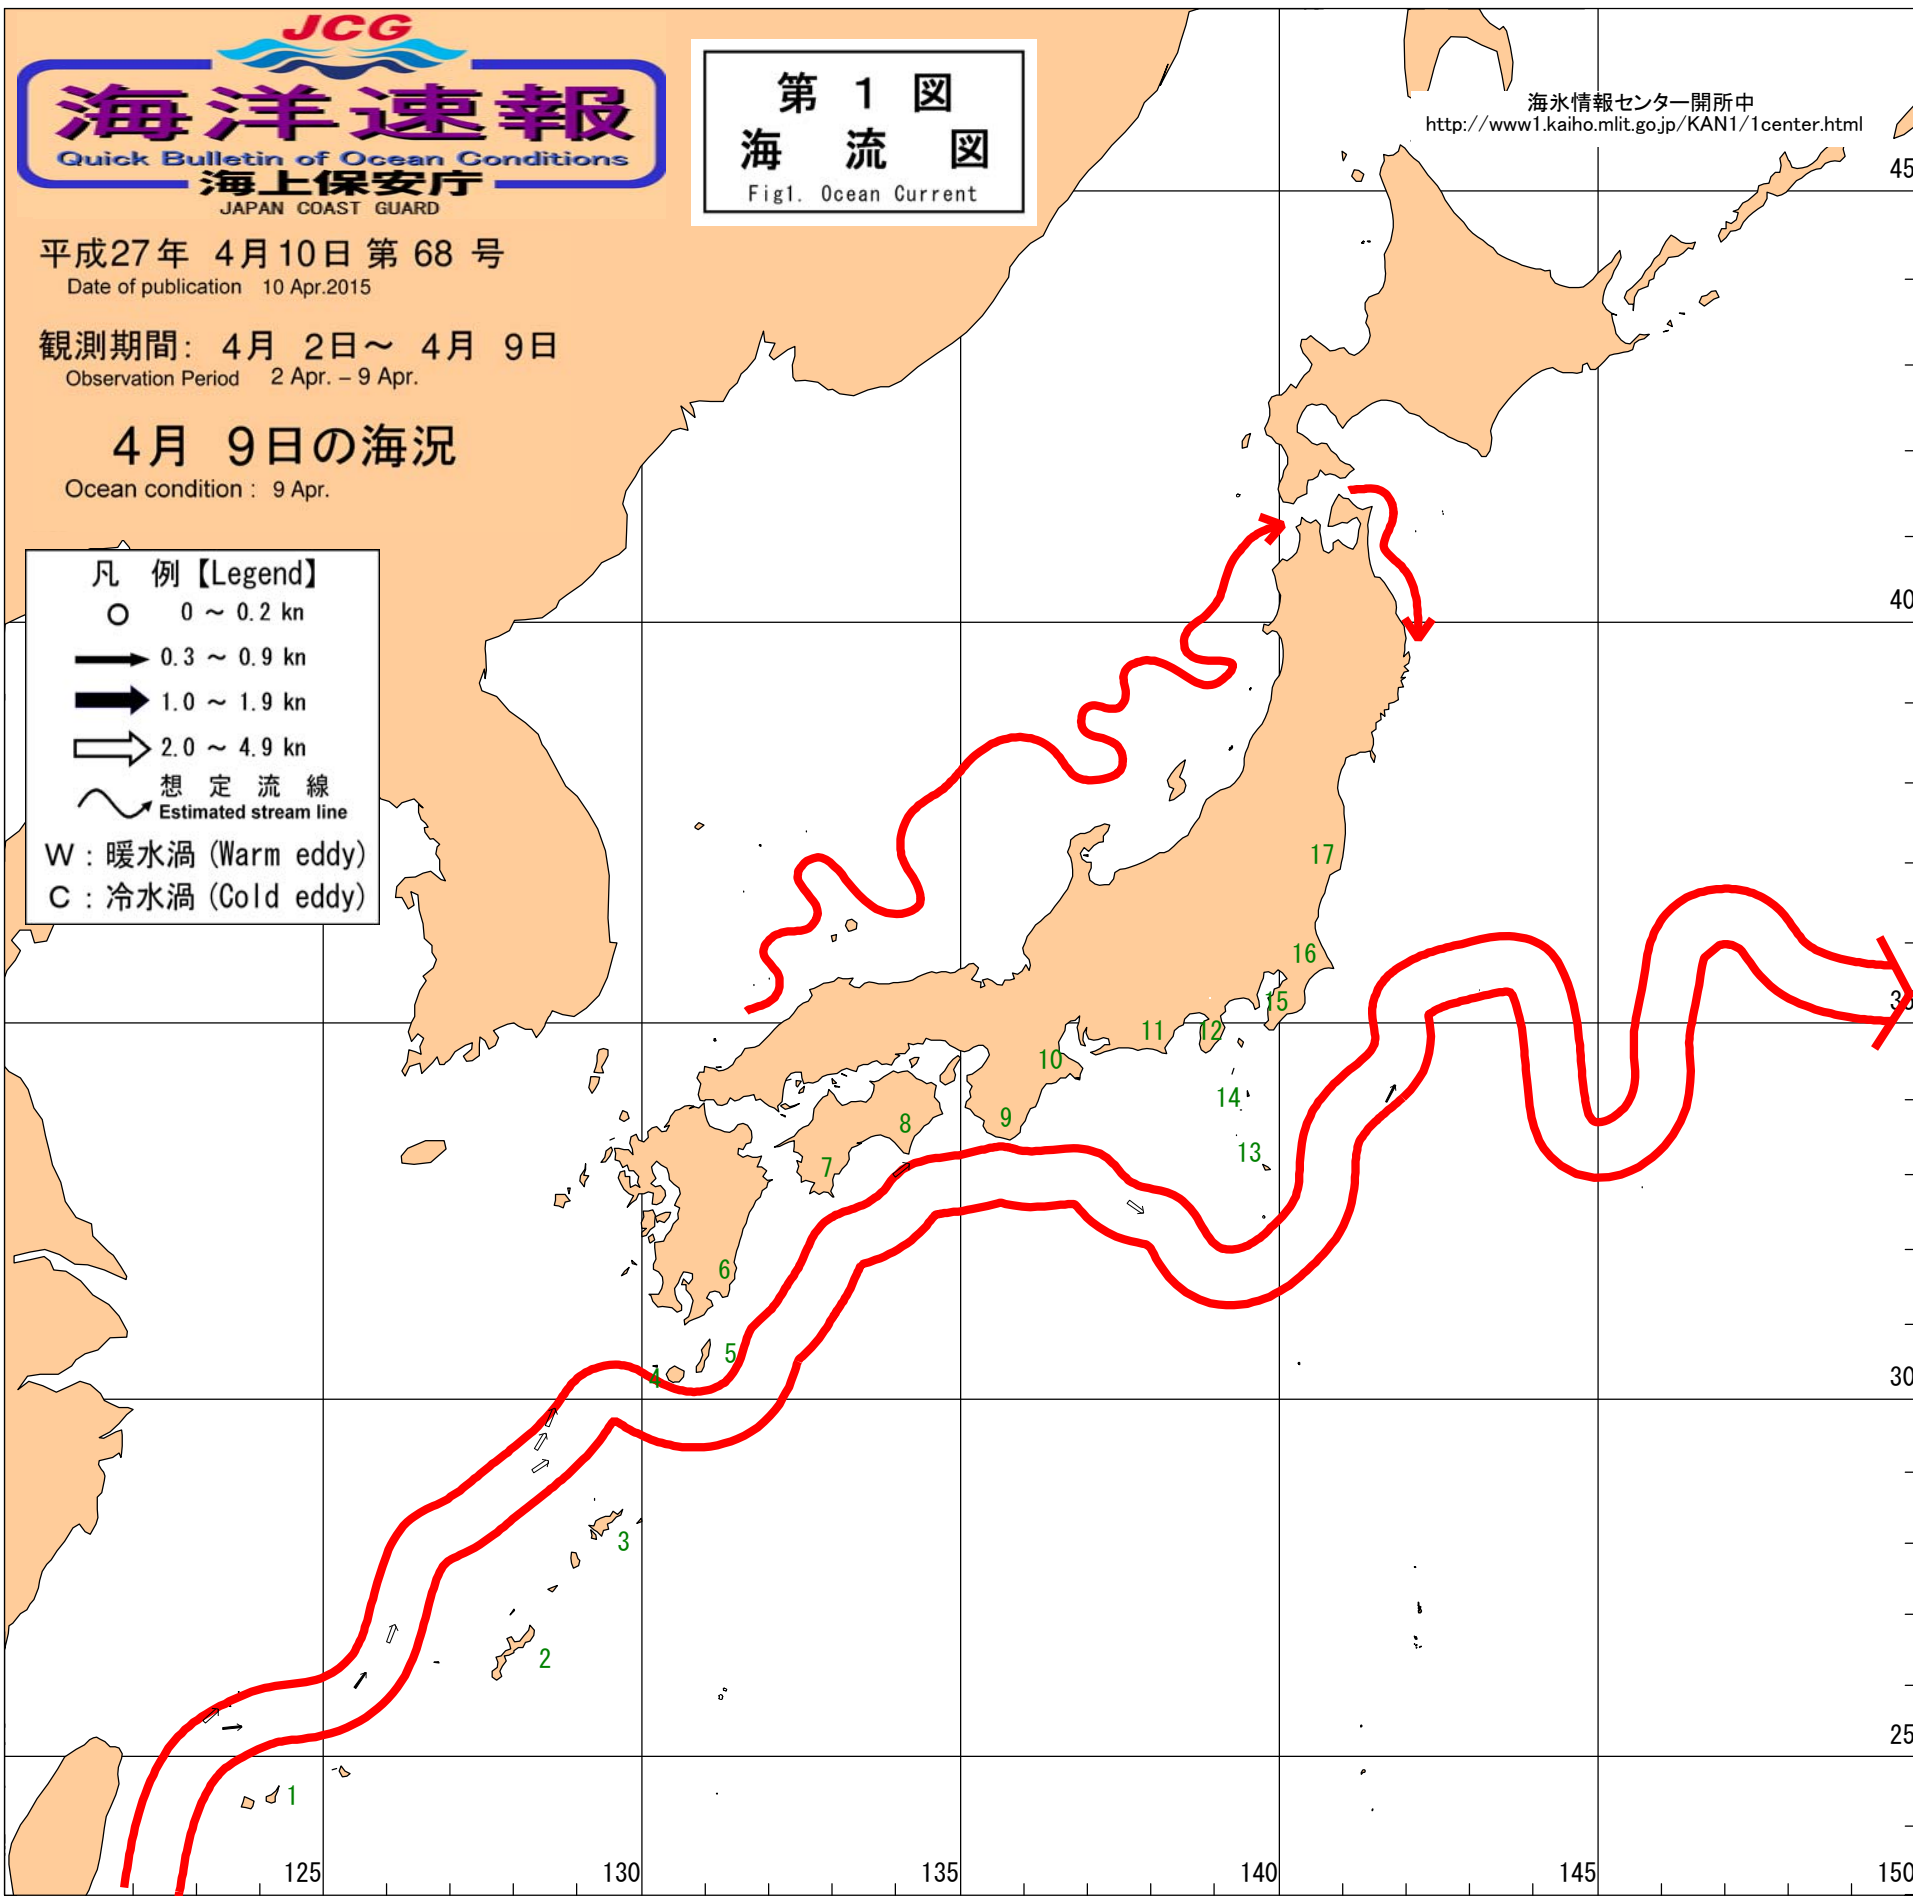 JCG
海洋速報
Quick Bulletin of Ocean Conditions
海上保安庁
JAPAN COAST GUARD
第 1 図
海 流 図
Fig1. Ocean Current
海氷情報センター開所中
http://www1.kaiho.mlit.go.jp/KAN1/1center.html
平成27年 4月10日 第 68 号
Date of publication 10 Apr.2015
観測期間: 4月 2日～ 4月 9日
Observation Period 2 Apr. – 9 Apr.
4月 9日の海況
Ocean condition : 9 Apr.
凡 例【Legend】
0 ～ 0.2 kn
0.3 ～ 0.9 kn
1.0 ～ 1.9 kn
2.0 ～ 4.9 kn
想 定 流 線
Estimated stream line
W : 暖水渦 (Warm eddy)
C : 冷水渦 (Cold eddy)
45
40
35
30
25
17
16
15
12
11
10
14
9
8
13
7
6
5
4
3
2
1
125
130
135
140
145
150